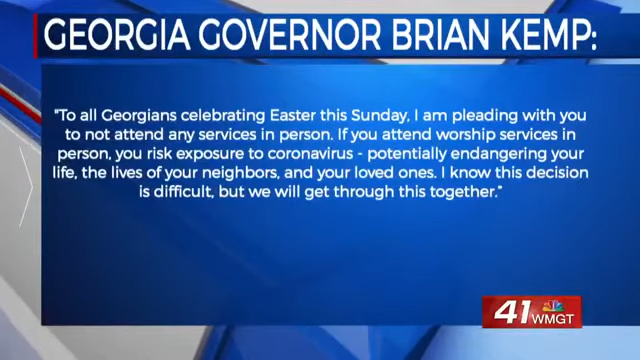 GEORGIA GOVERNOR BRIAN KEMP:
"To all Georgians celebrating Easter this Sunday, I am pleading with you
to not attend any services in person. If you attend worship services in
person, you risk exposure to coronavirus - potentially endangering your
life, the lives of your neighbors, and your loved ones. I know this decision
is difficult, but we will get through this together."
41 WMGT